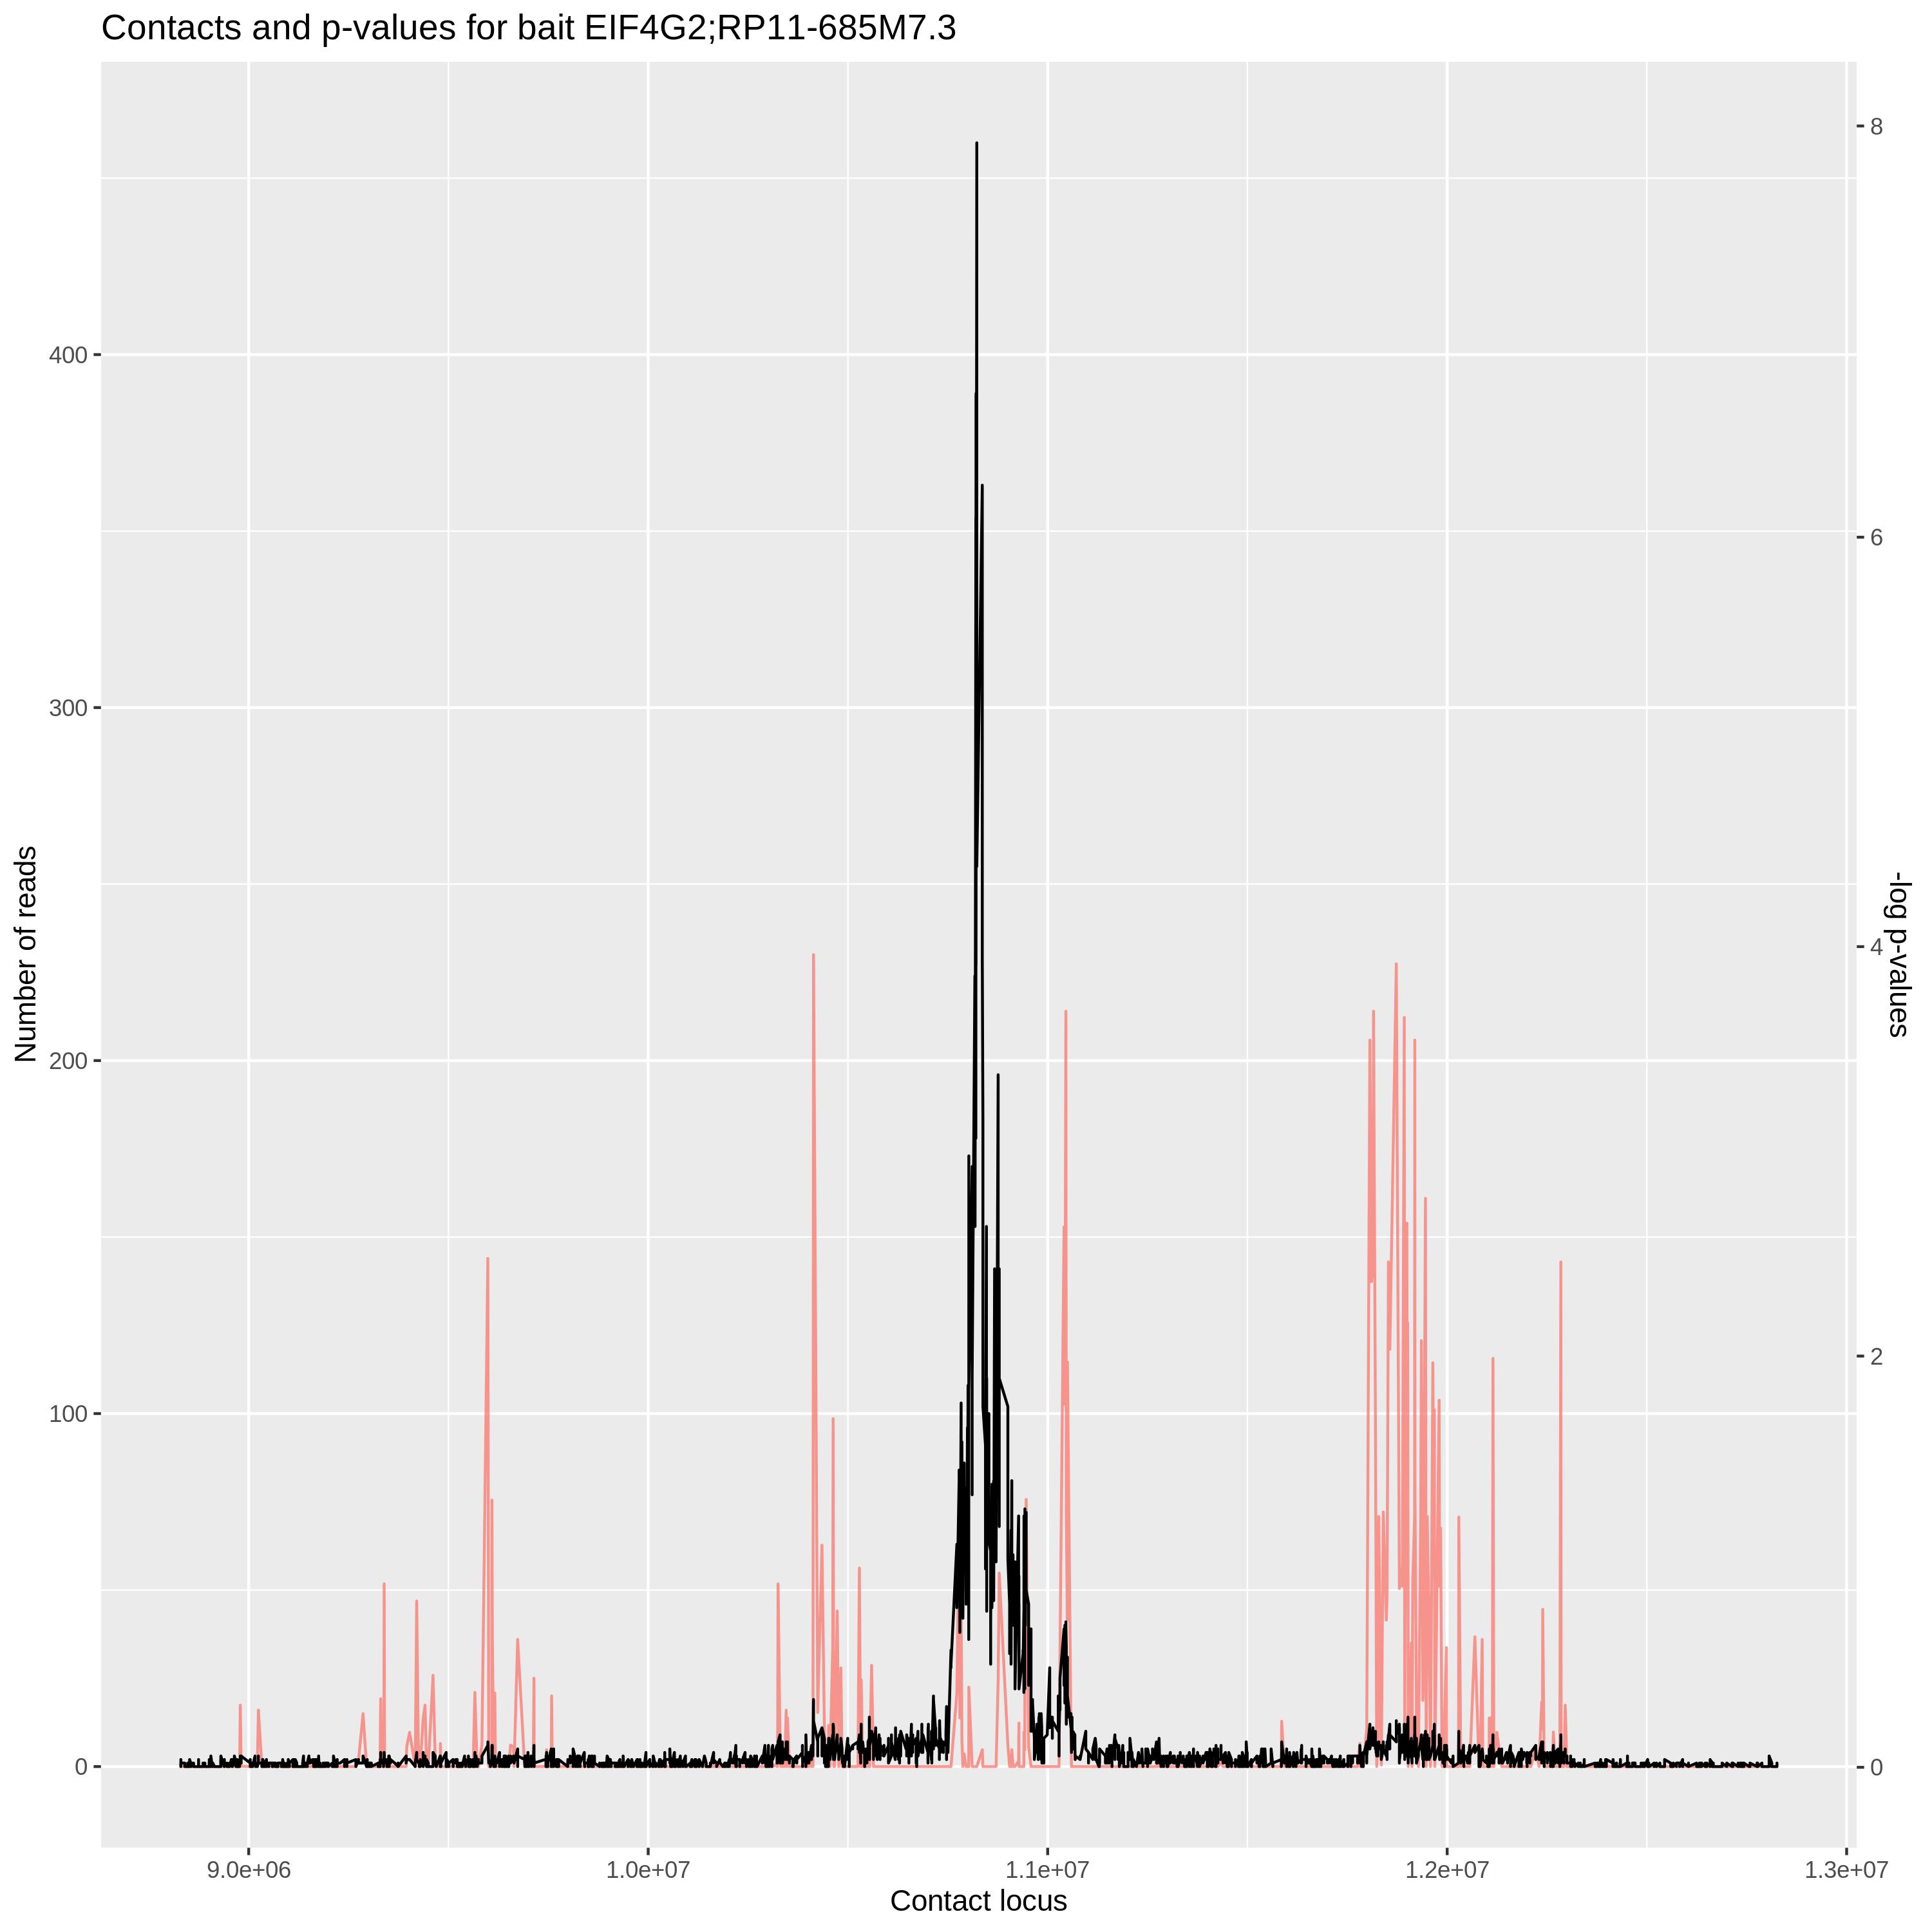 Contacts and p-values for bait EIF4G2;RP11-685M7.3
Number of reads
400
300
200
100
0
8
6
4
2
0
-log p-values
9.0e+06 1.0e+07 1.1e+07 1.2e+07 1.3e+07
Contact locus